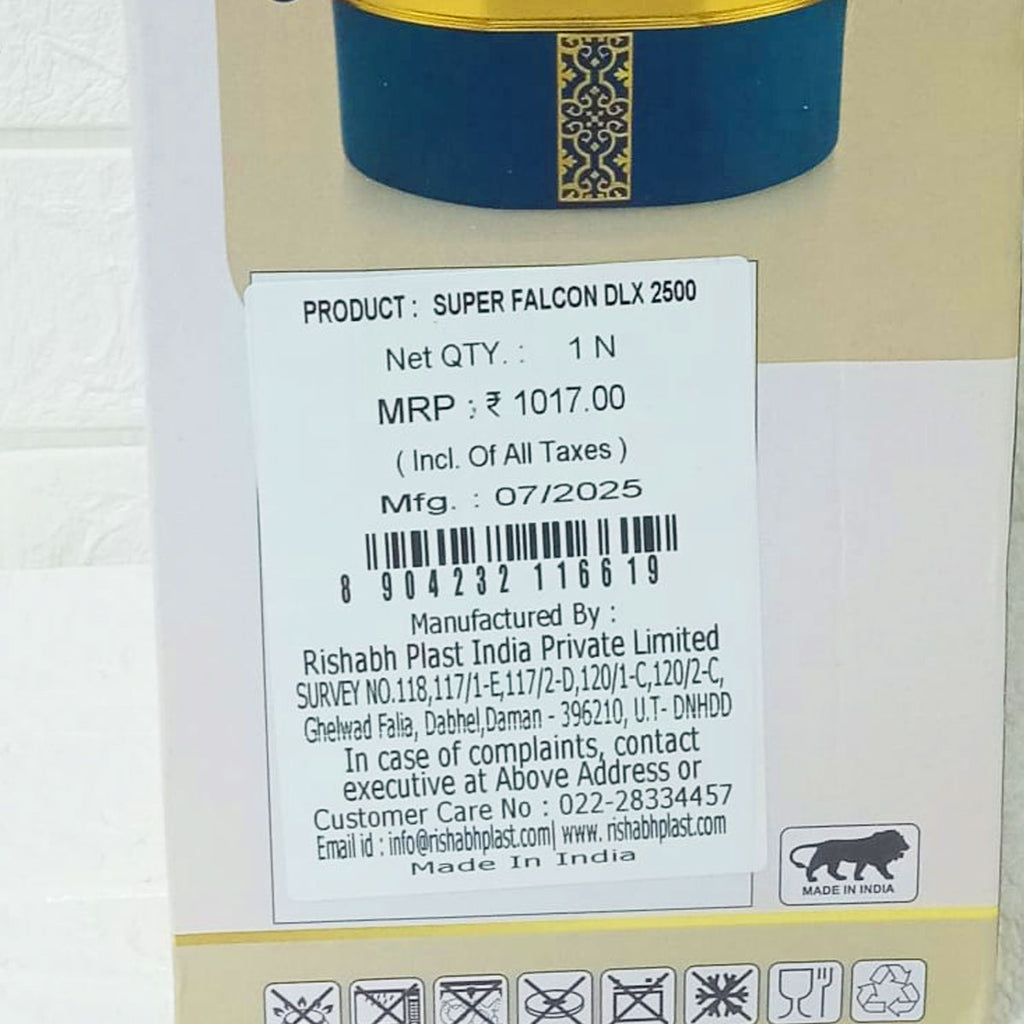 PRODUCT : SUPER FALCON DLX 2500
Net QTY. : 1 N
MRP : ₹ 1017.00
( Incl. Of All Taxes )
Mfg. : 07/2025
8 904232 116619
Manufactured By :
Rishabh Plast India Private Limited
SURVEY NO.118,117/1-E,117/2-D,120/1-C,120/2-C,
Ghelwad Falia, Dabhel,Daman - 396210, U.T- DNHDD
In case of complaints, contact
executive at Above Address or
Customer Care No : 022-28334457
Email id : info@rishabhplast.com| www. rishabhplast.com
Made In India
MADE IN INDIA